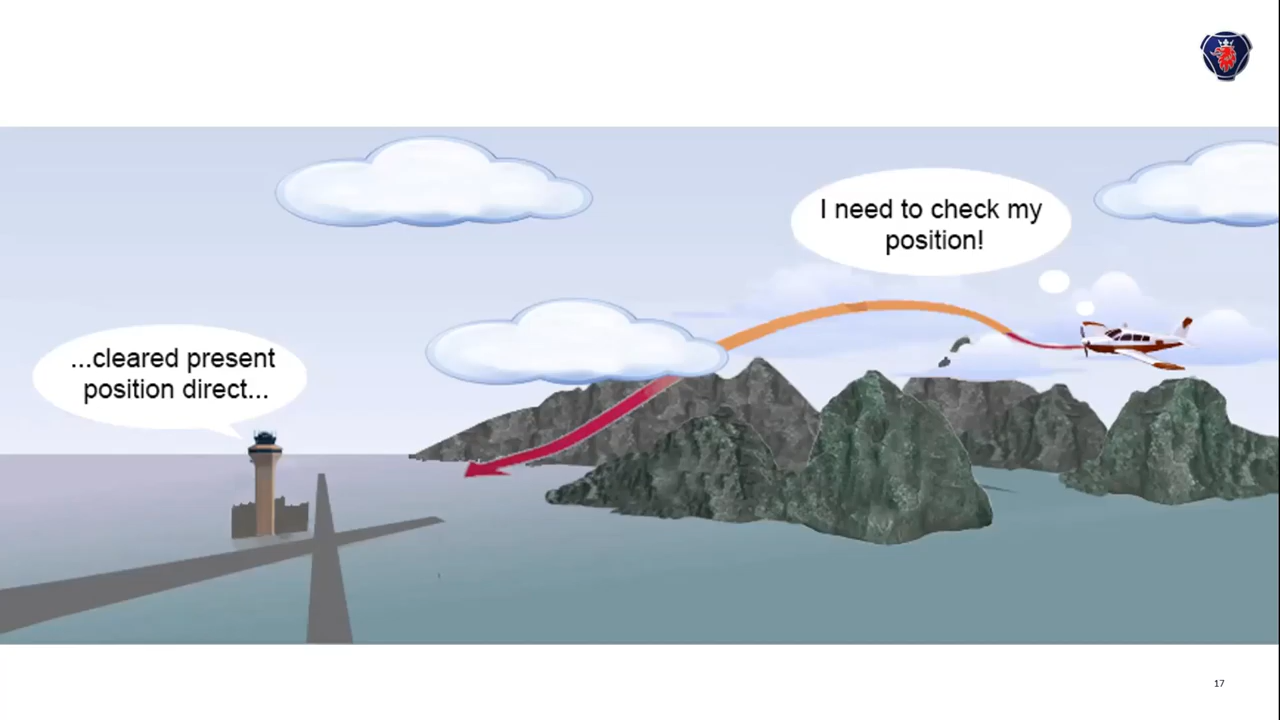 I need to check my
position!
...cleared present
position direct...
17